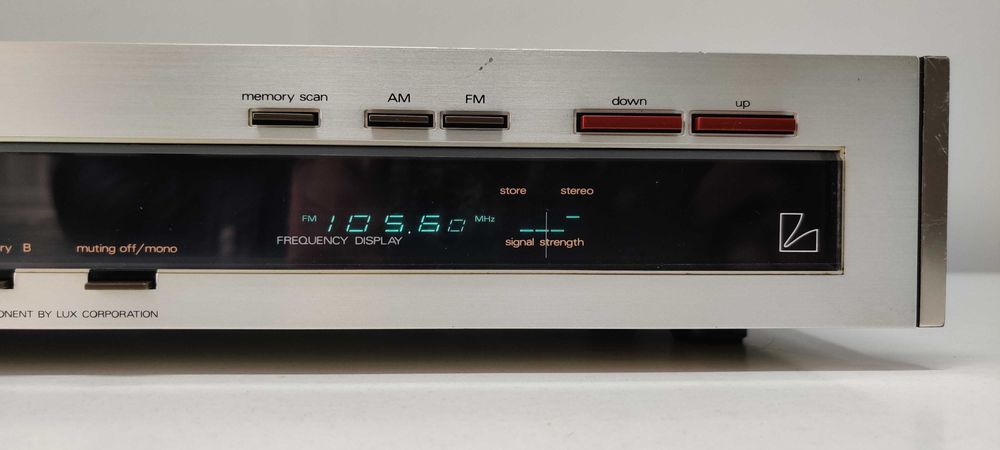 memory scan AM FM down up
store stereo
FM 105.60 MHz
FREQUENCY DISPLAY signal strength
B muting off/mono
BY LUX CORPORATION